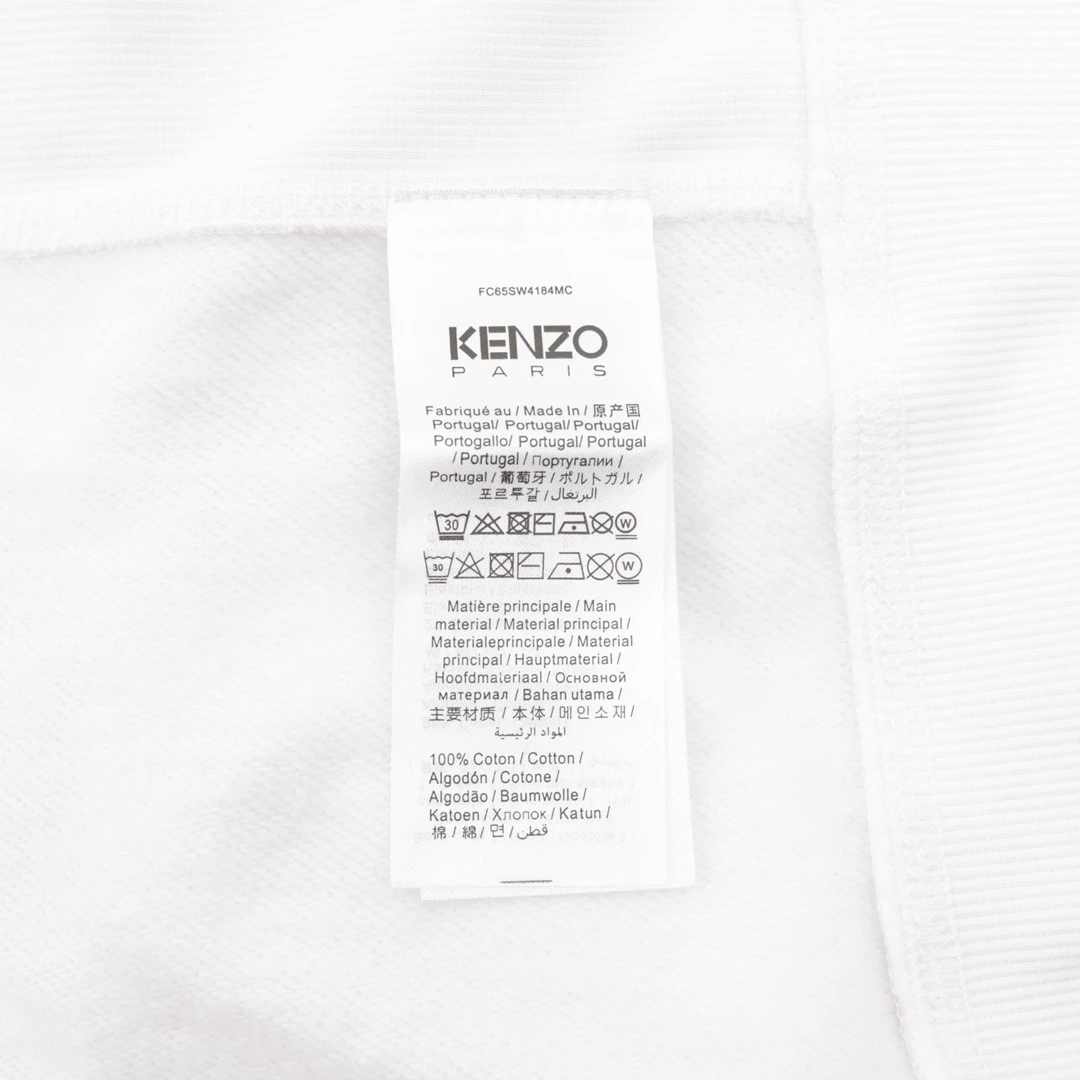 FC65SW4184MC
KENZO
PARIS
Fabriqué au / Made In / 原产国
Portugal/ Portugal/ Portugal/
Portogallo/ Portugal/ Portugal
/ Portugal / Португалии /
Portugal / 葡萄牙 / ポルトガル /
포르투갈 / البرتغال/
30 W
30 W
Matière principale / Main
material / Material principal /
Materialeprincipale / Material
principal / Hauptmaterial /
Hoofdmateriaal / Основной
материал / Bahan utama /
主要材质 / 本体 / 메인소재 /
المواد الرئيسية
100% Coton / Cotton /
Algodón / Cotone /
Algodão / Baumwolle /
Katoen / Хлопок / Katun /
棉 / 綿 / 면 / قطن